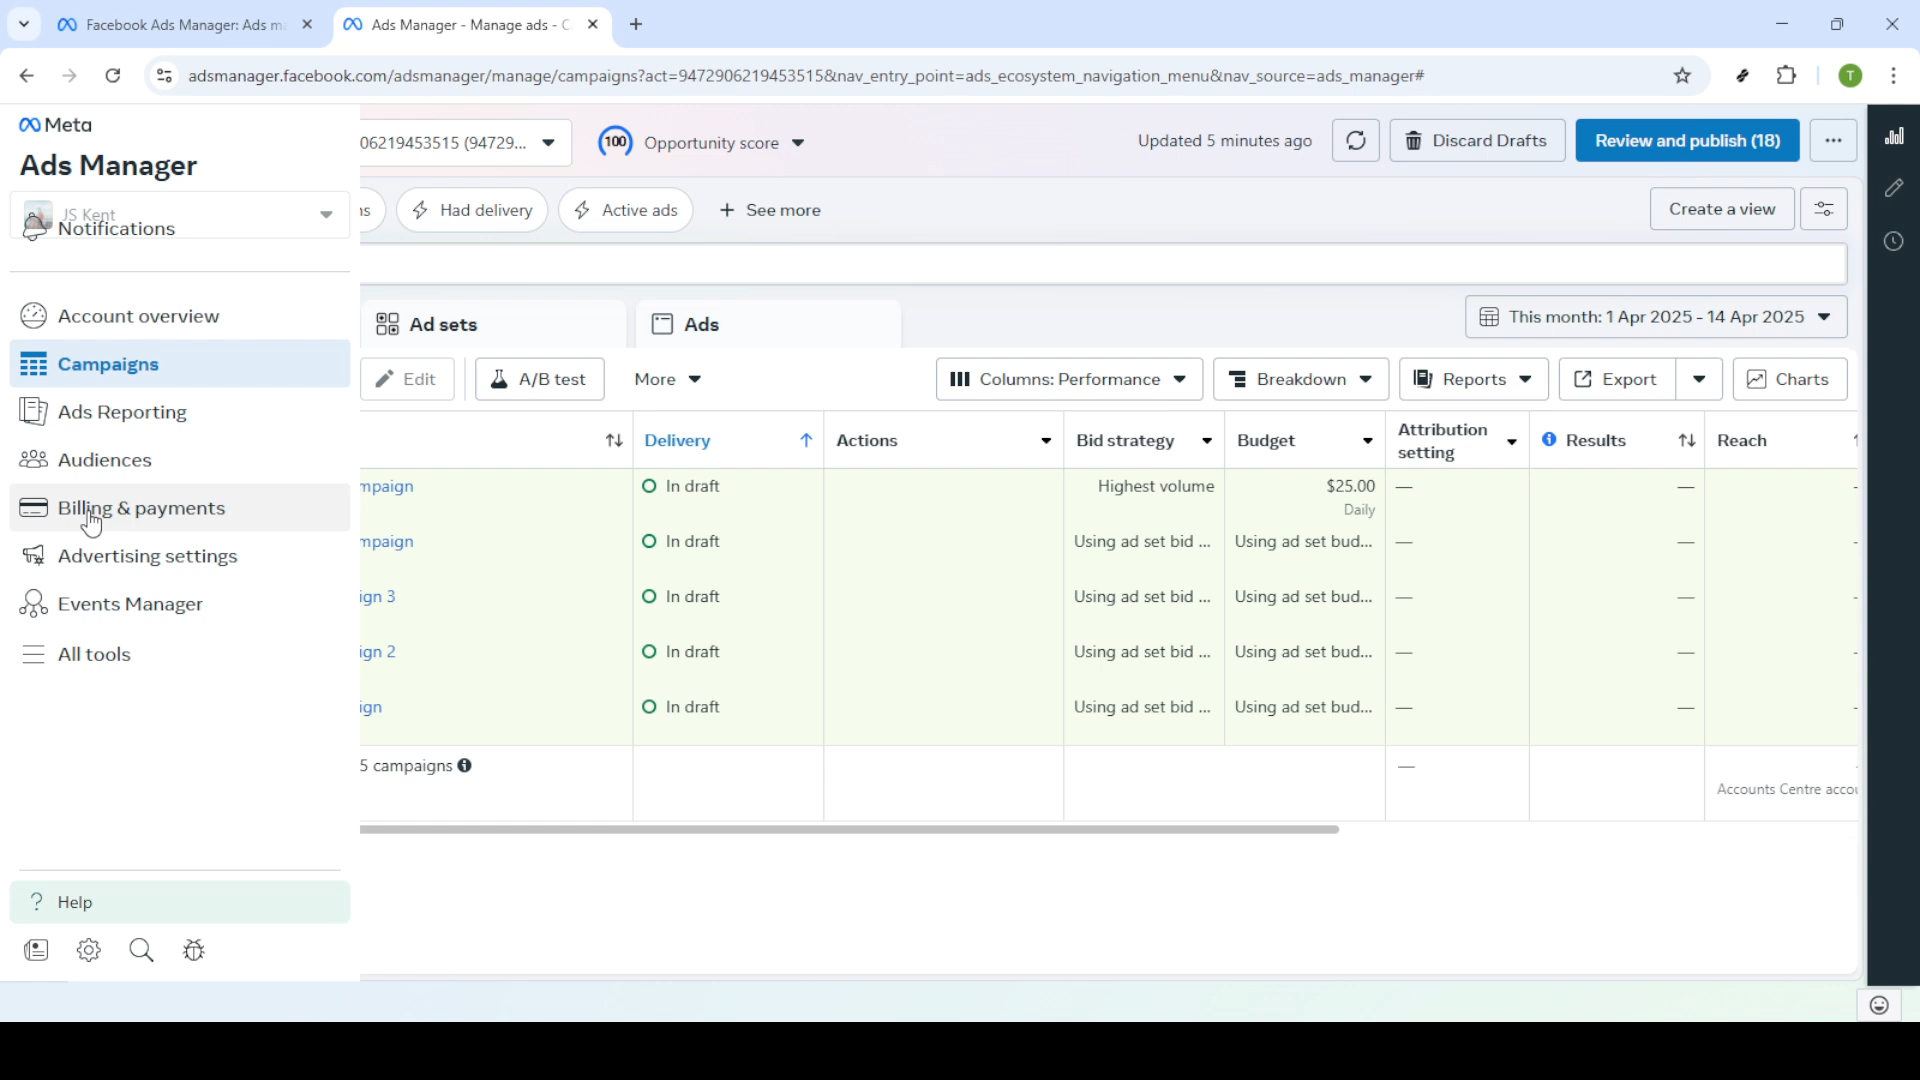 Facebook Ads Manager: Ads m
Ads Manager - Manage ads - C
adsmanager.facebook.com/adsmanager/manage/campaigns?act=9472906219453515&nav_entry_point=ads_ecosystem_navigation_menu&nav_source=ads_manager#
T
Meta
Ads Manager
JS Kent
Notifications
Account overview
Campaigns
Ads Reporting
Audiences
Billing & payments
Advertising settings
Events Manager
All tools
? Help
06219453515 (94729...
100
Opportunity score
Updated 5 minutes ago
Discard Drafts
Review and publish (18)
ns
Had delivery
Active ads
+ See more
Create a view
Ad sets
Ads
This month: 1 Apr 2025 - 14 Apr 2025
Edit
A/B test
More
Columns: Performance
Breakdown
Reports
Export
Charts
Delivery
Actions
Bid strategy
Budget
Attribution setting
Results
Reach
mpaign In draft Highest volume $25.00 —  —
Daily
mpaign In draft Using ad set bid ... Using ad set bud... — —
ign 3 In draft Using ad set bid ... Using ad set bud... — —
ign 2 In draft Using ad set bid ... Using ad set bud... — —
ign In draft Using ad set bid ... Using ad set bud... — —
5 campaigns —
Accounts Centre accou